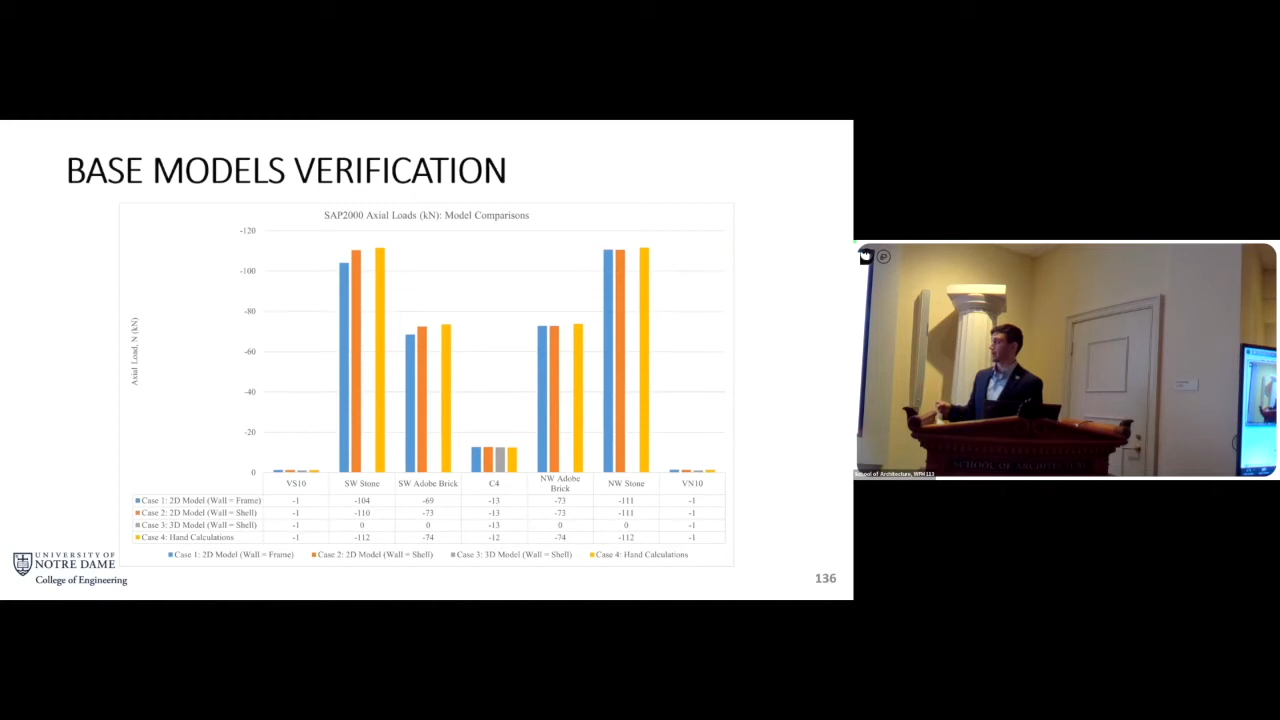 BASE MODELS VERIFICATION
SAP2000 Axial Loads (kN): Model Comparisons
Axial Load, N (kN)
-120
-100
-80
-60
-40
-20
0
VS10 SW Stone SW Adobe Brick C4 NW Adobe Brick NW Stone VN10
Case 1: 2D Model (Wall = Frame) -1 -104 -69 -13 -73 -111 -1
Case 2: 2D Model (Wall = Shell) -1 -110 -73 -13 -73 -111 -1
Case 3: 3D Model (Wall = Shell) -1 0 0 -13 0 0 -1
Case 4: Hand Calculations -1 -112 -74 -12 -74 -112 -1
Case 1: 2D Model (Wall = Frame) Case 2: 2D Model (Wall = Shell) Case 3: 3D Model (Wall = Shell) Case 4: Hand Calculations
UNIVERSITY OF
NOTRE DAME
College of Engineering
136
SCHOOL OF ARCHITECTURE
School of Architecture, WFH 113